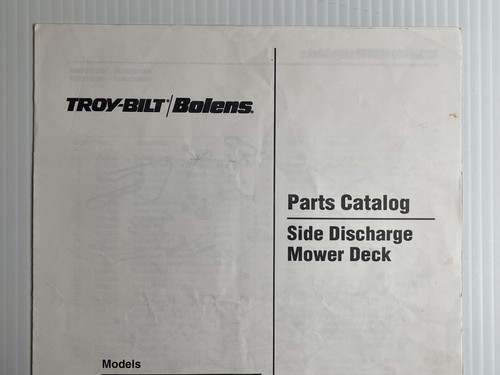 TROY-BILT®/Bolens®
Parts Catalog
Side Discharge
Mower Deck
Models